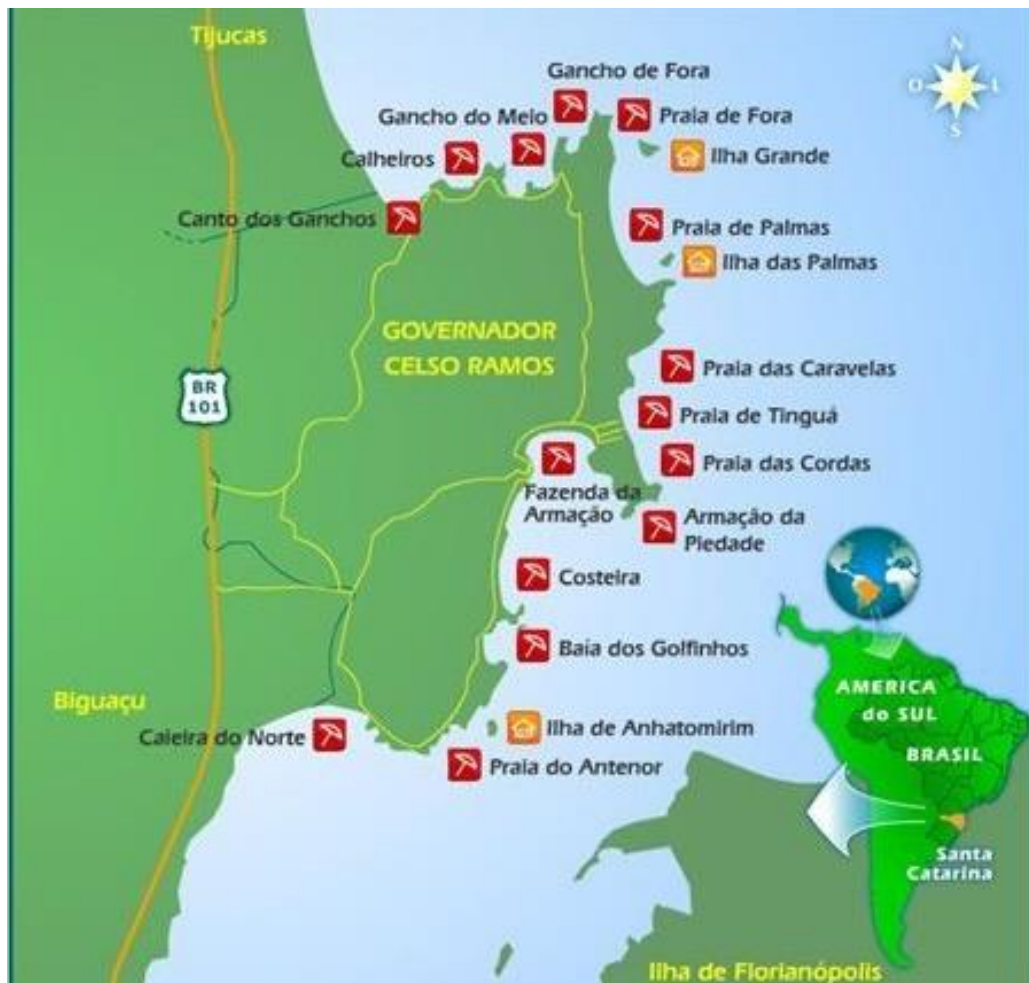 Tijucas
Gancho de Fora
N
O L
S
Gancho do Meio
Praia de Fora
Calheiros
Ilha Grande
Canto dos Ganchos
Praia de Palmas
Ilha das Palmas
GOVERNADOR
CELSO RAMOS
Praia das Caravelas
BR
101
Praia de Tinguá
Praia das Cordas
Fazenda da
Armação
Armação da
Piedade
Costeira
Baía dos Golfinhos
AMERICA
do SUL
Biguaçu
Ilha de Anhatomirim
Caieira do Norte
BRASIL
Praia do Antenor
Santa
Catarina
Ilha de Florianópolis